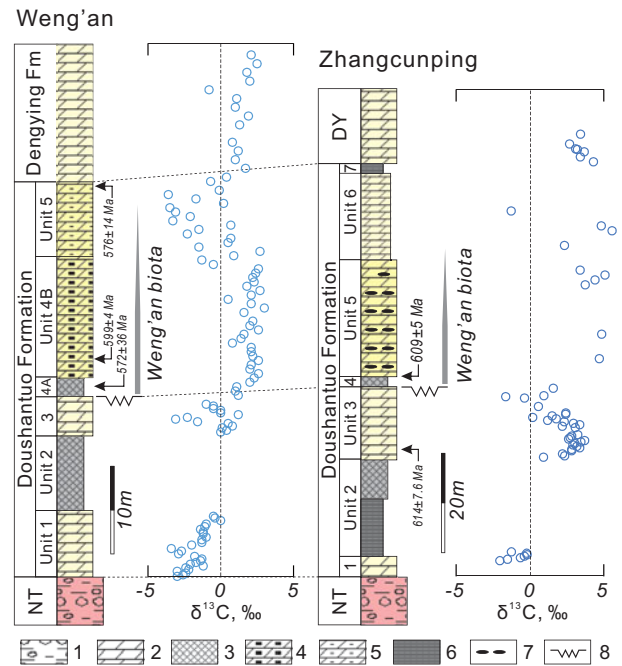 Weng'an
Zhangcunping
Dengying Fm
Doushantuo Formation
NT
Unit 5
Unit 4B
4A
3
Unit 2
Unit 1
576±14 Ma
599±4 Ma
572±36 Ma
Weng'an biota
10m
-5
0
5
δ¹³C, ‰
DY
Doushantuo Formation
NT
7
Unit 6
Unit 5
4
Unit 3
Unit 2
1
609±5 Ma
614±7.6 Ma
Weng'an biota
20m
-5
0
5
δ¹³C, ‰
1 2 3 4 5 6 7 8